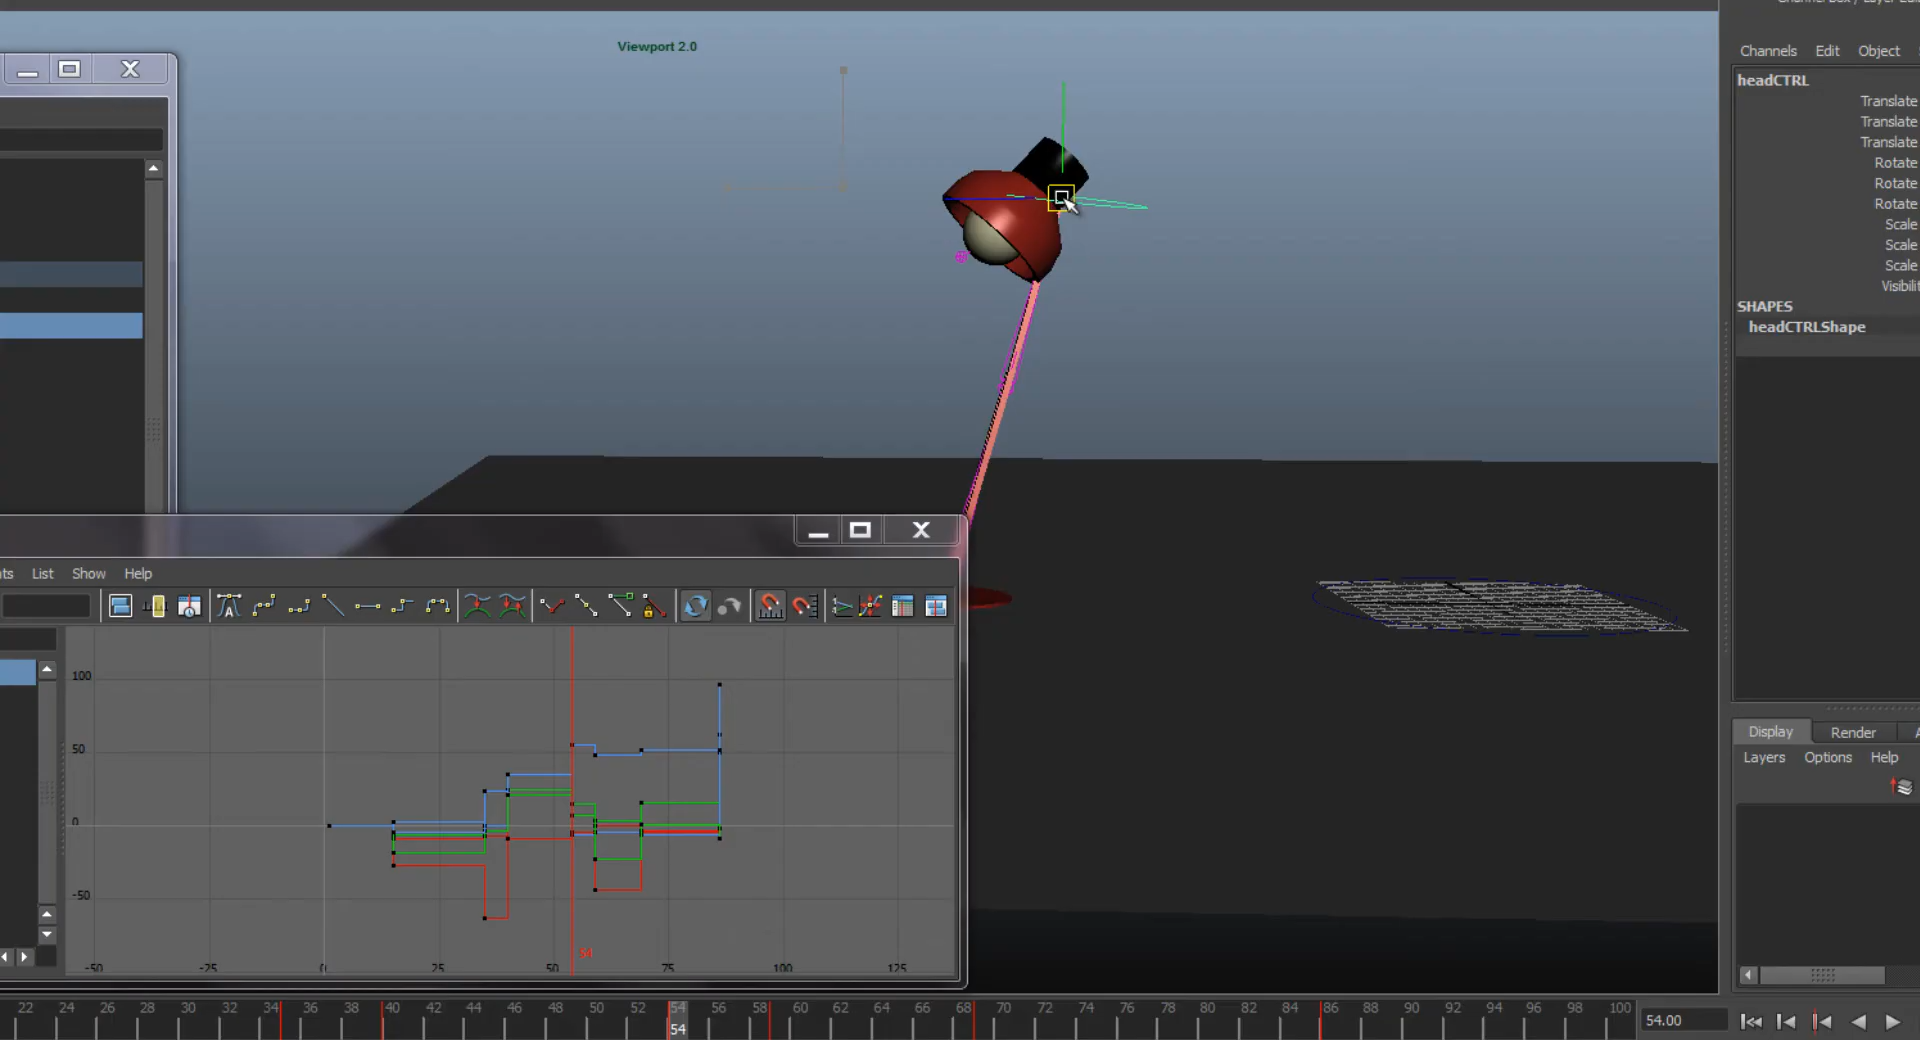 Viewport 2.0
Channels Edit Object
headCTRL
Translate
Translate
Translate
Rotate
Rotate
Rotate
Scale
Scale
Scale
SHAPES
headCTRLShape
List Show Help
100
50
0
-50
54
-50 -25 0 25 50 75 100 125
Display Render
Layers Options Help
22 24 26 28 30 32 34 36 38 40 42 44 46 48 50 52 54 56 58 60 62 64 66 68 70 72 74 76 78 80 82 84 86 88 90 92 94 96 98 100
54
54.00